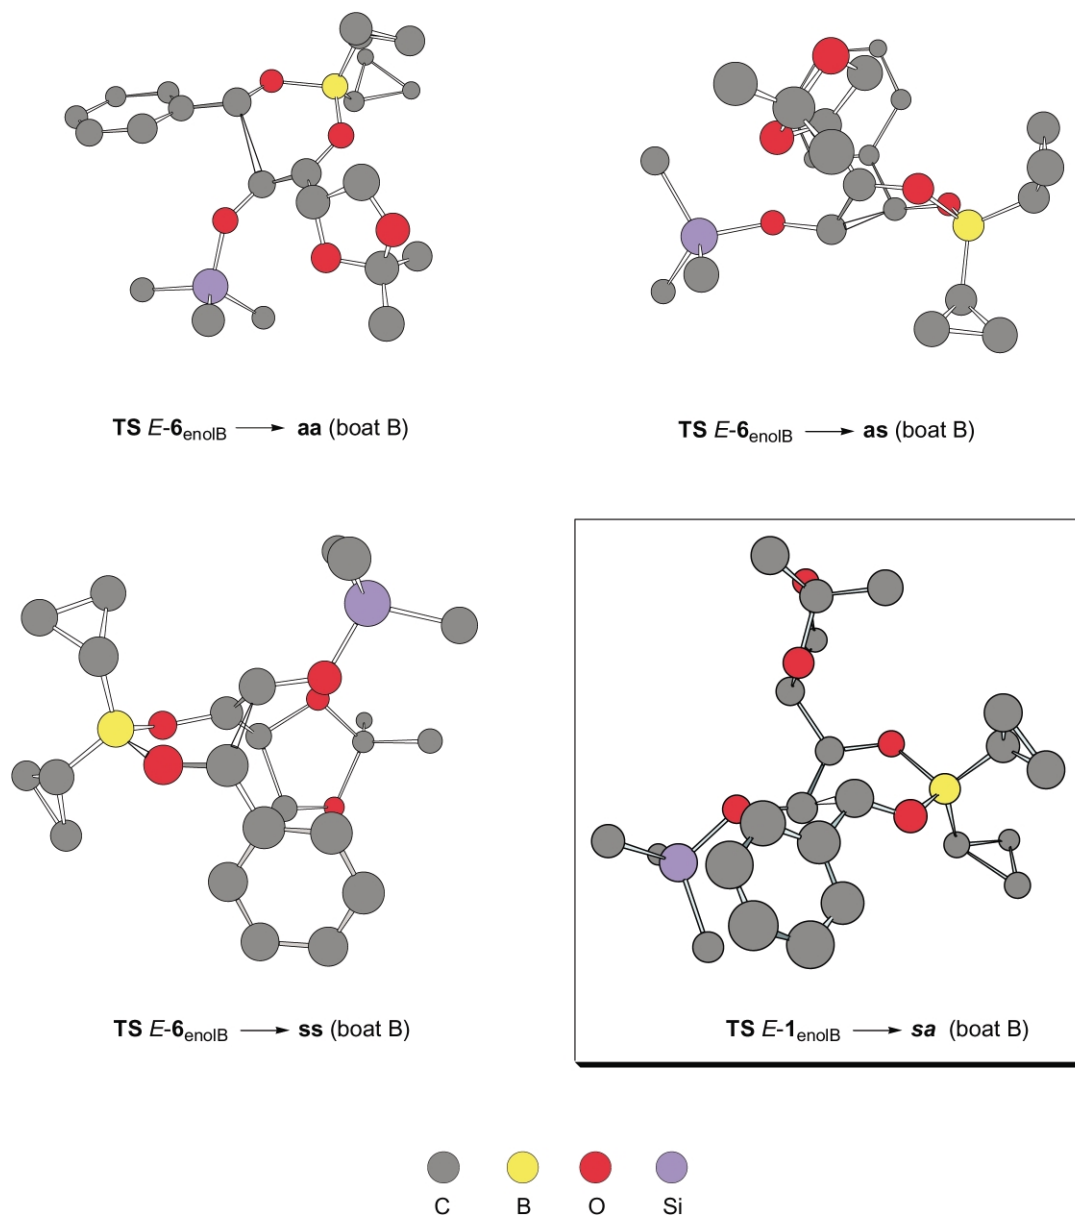 TS E-6enolB ⟶ aa (boat B)
TS E-6enolB ⟶ as (boat B)
TS E-6enolB ⟶ ss (boat B)
TS E-1enolB ⟶ sa (boat B)
C B O Si